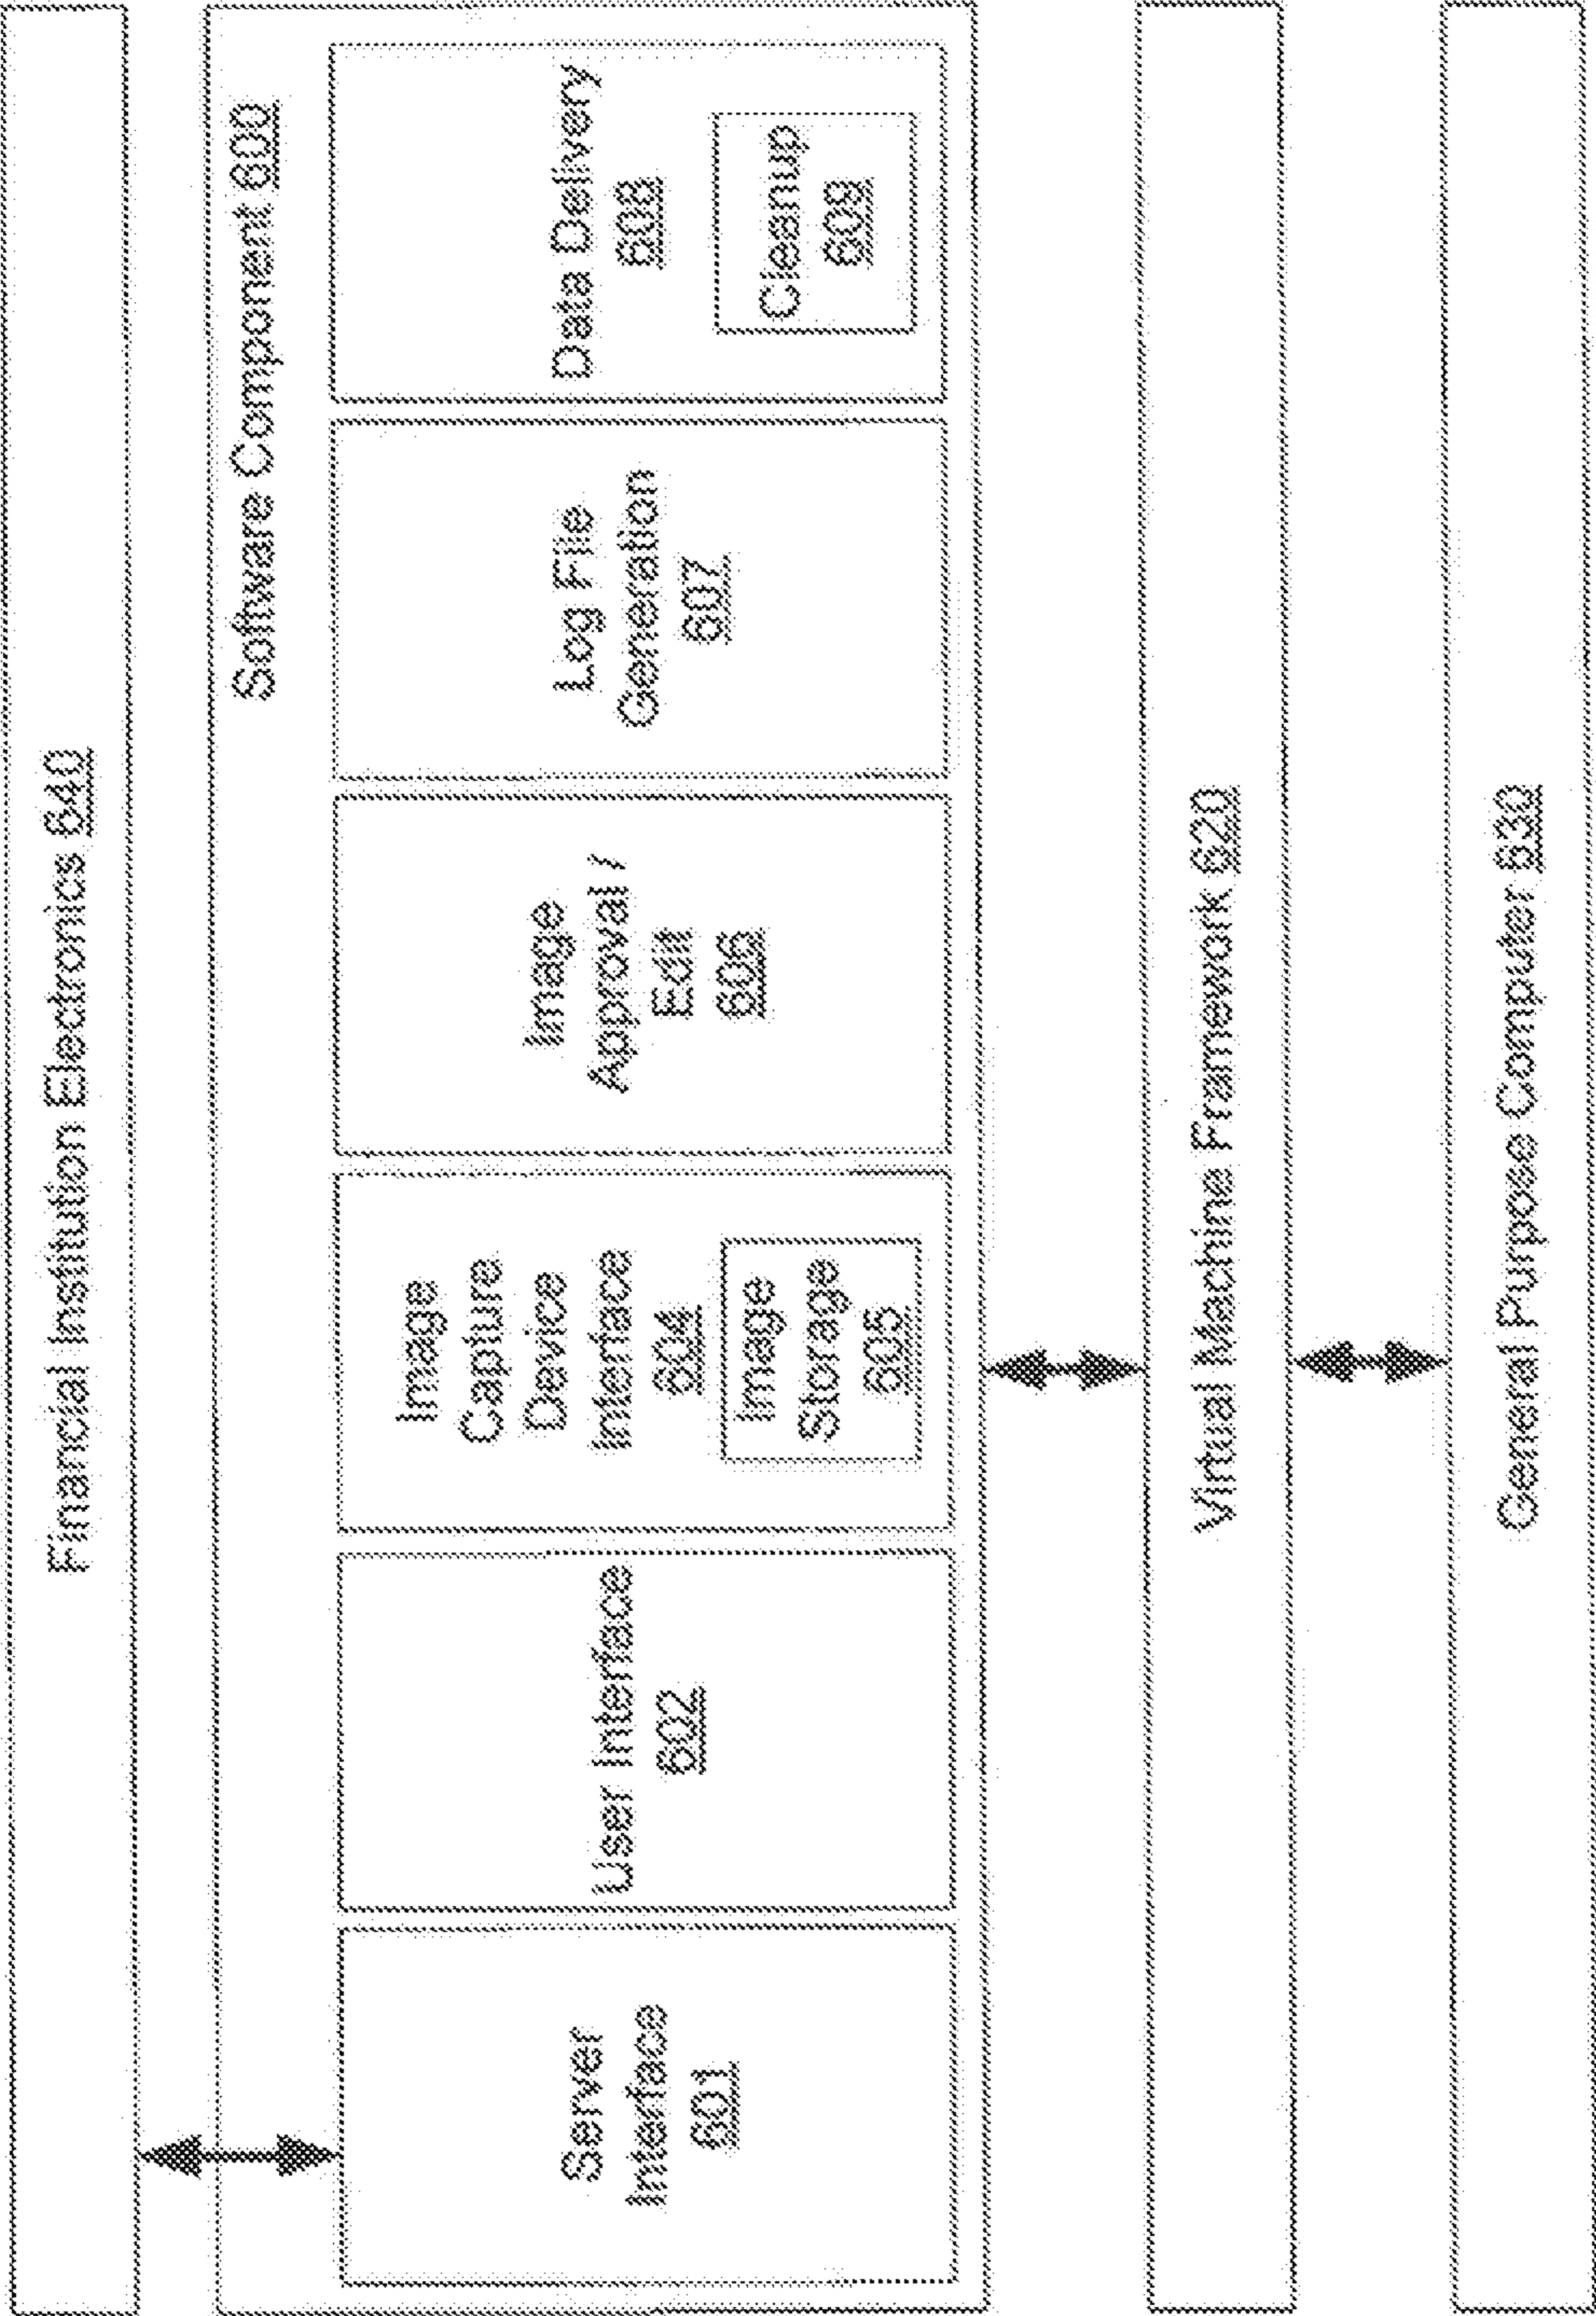 Financial Institution Electronics 640
Software Component 600
Server
Interface
601
User Interface
602
Image
Capture
Device
Interface
604
Image
Storage
605
Image
Approval /
Edit
606
Log File
Generation
607
Data Delivery
608
Cleanup
609
Virtual Machine Framework 620
General Purpose Computer 630